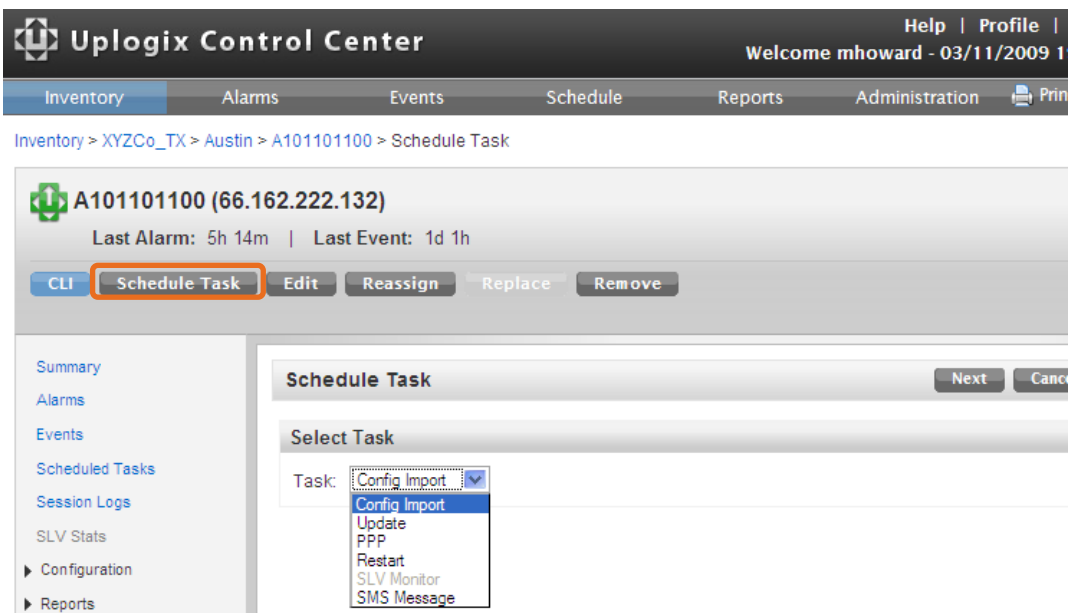 Uplogix Control Center
Help | Profile |
Welcome mhoward - 03/11/2009 1
Inventory Alarms Events Schedule Reports Administration Prin
Inventory > XYZCo_TX > Austin > A101101100 > Schedule Task
A101101100 (66.162.222.132)
Last Alarm: 5h 14m | Last Event: 1d 1h
CLI Schedule Task Edit Reassign Replace Remove
Summary
Alarms
Events
Scheduled Tasks
Session Logs
SLV Stats
Configuration
Reports
Schedule Task
Next Cance
Select Task
Task: Config Import
Config Import
Update
PPP
Restart
SLV Monitor
SMS Message